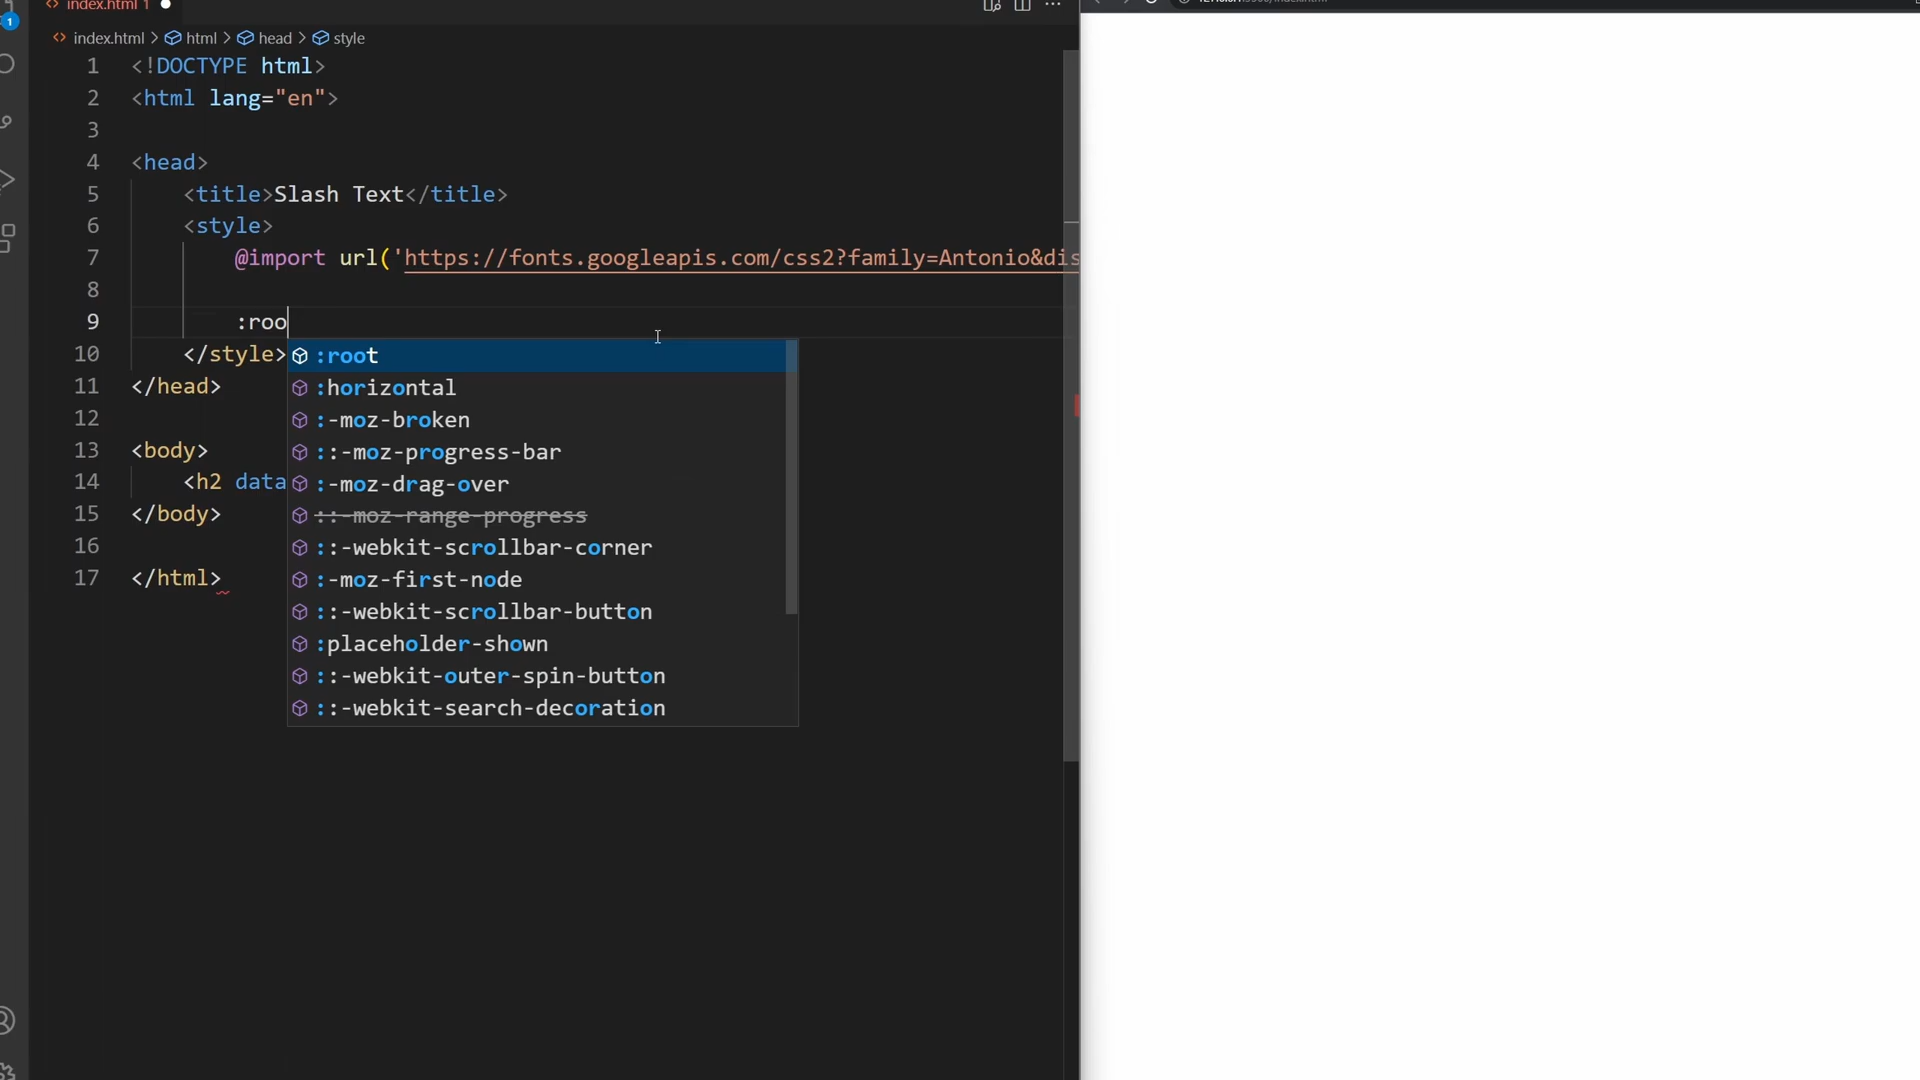 index.html 1
index.html > html > head > style
1 <!DOCTYPE html>
2 <html lang="en">
3
4 <head>
5 <title>Slash Text</title>
6 <style>
7 @import url('https://fonts.googleapis.com/css2?family=Antonio&dis
8
9 :roo
10 </style>
11 </head>
12
13 <body>
14 <h2 data
15 </body>
16
17 </html>
:root
:horizontal
:-moz-broken
::-moz-progress-bar
:-moz-drag-over
::-moz-range-progress
::-webkit-scrollbar-corner
:-moz-first-node
::-webkit-scrollbar-button
:placeholder-shown
::-webkit-outer-spin-button
::-webkit-search-decoration
1